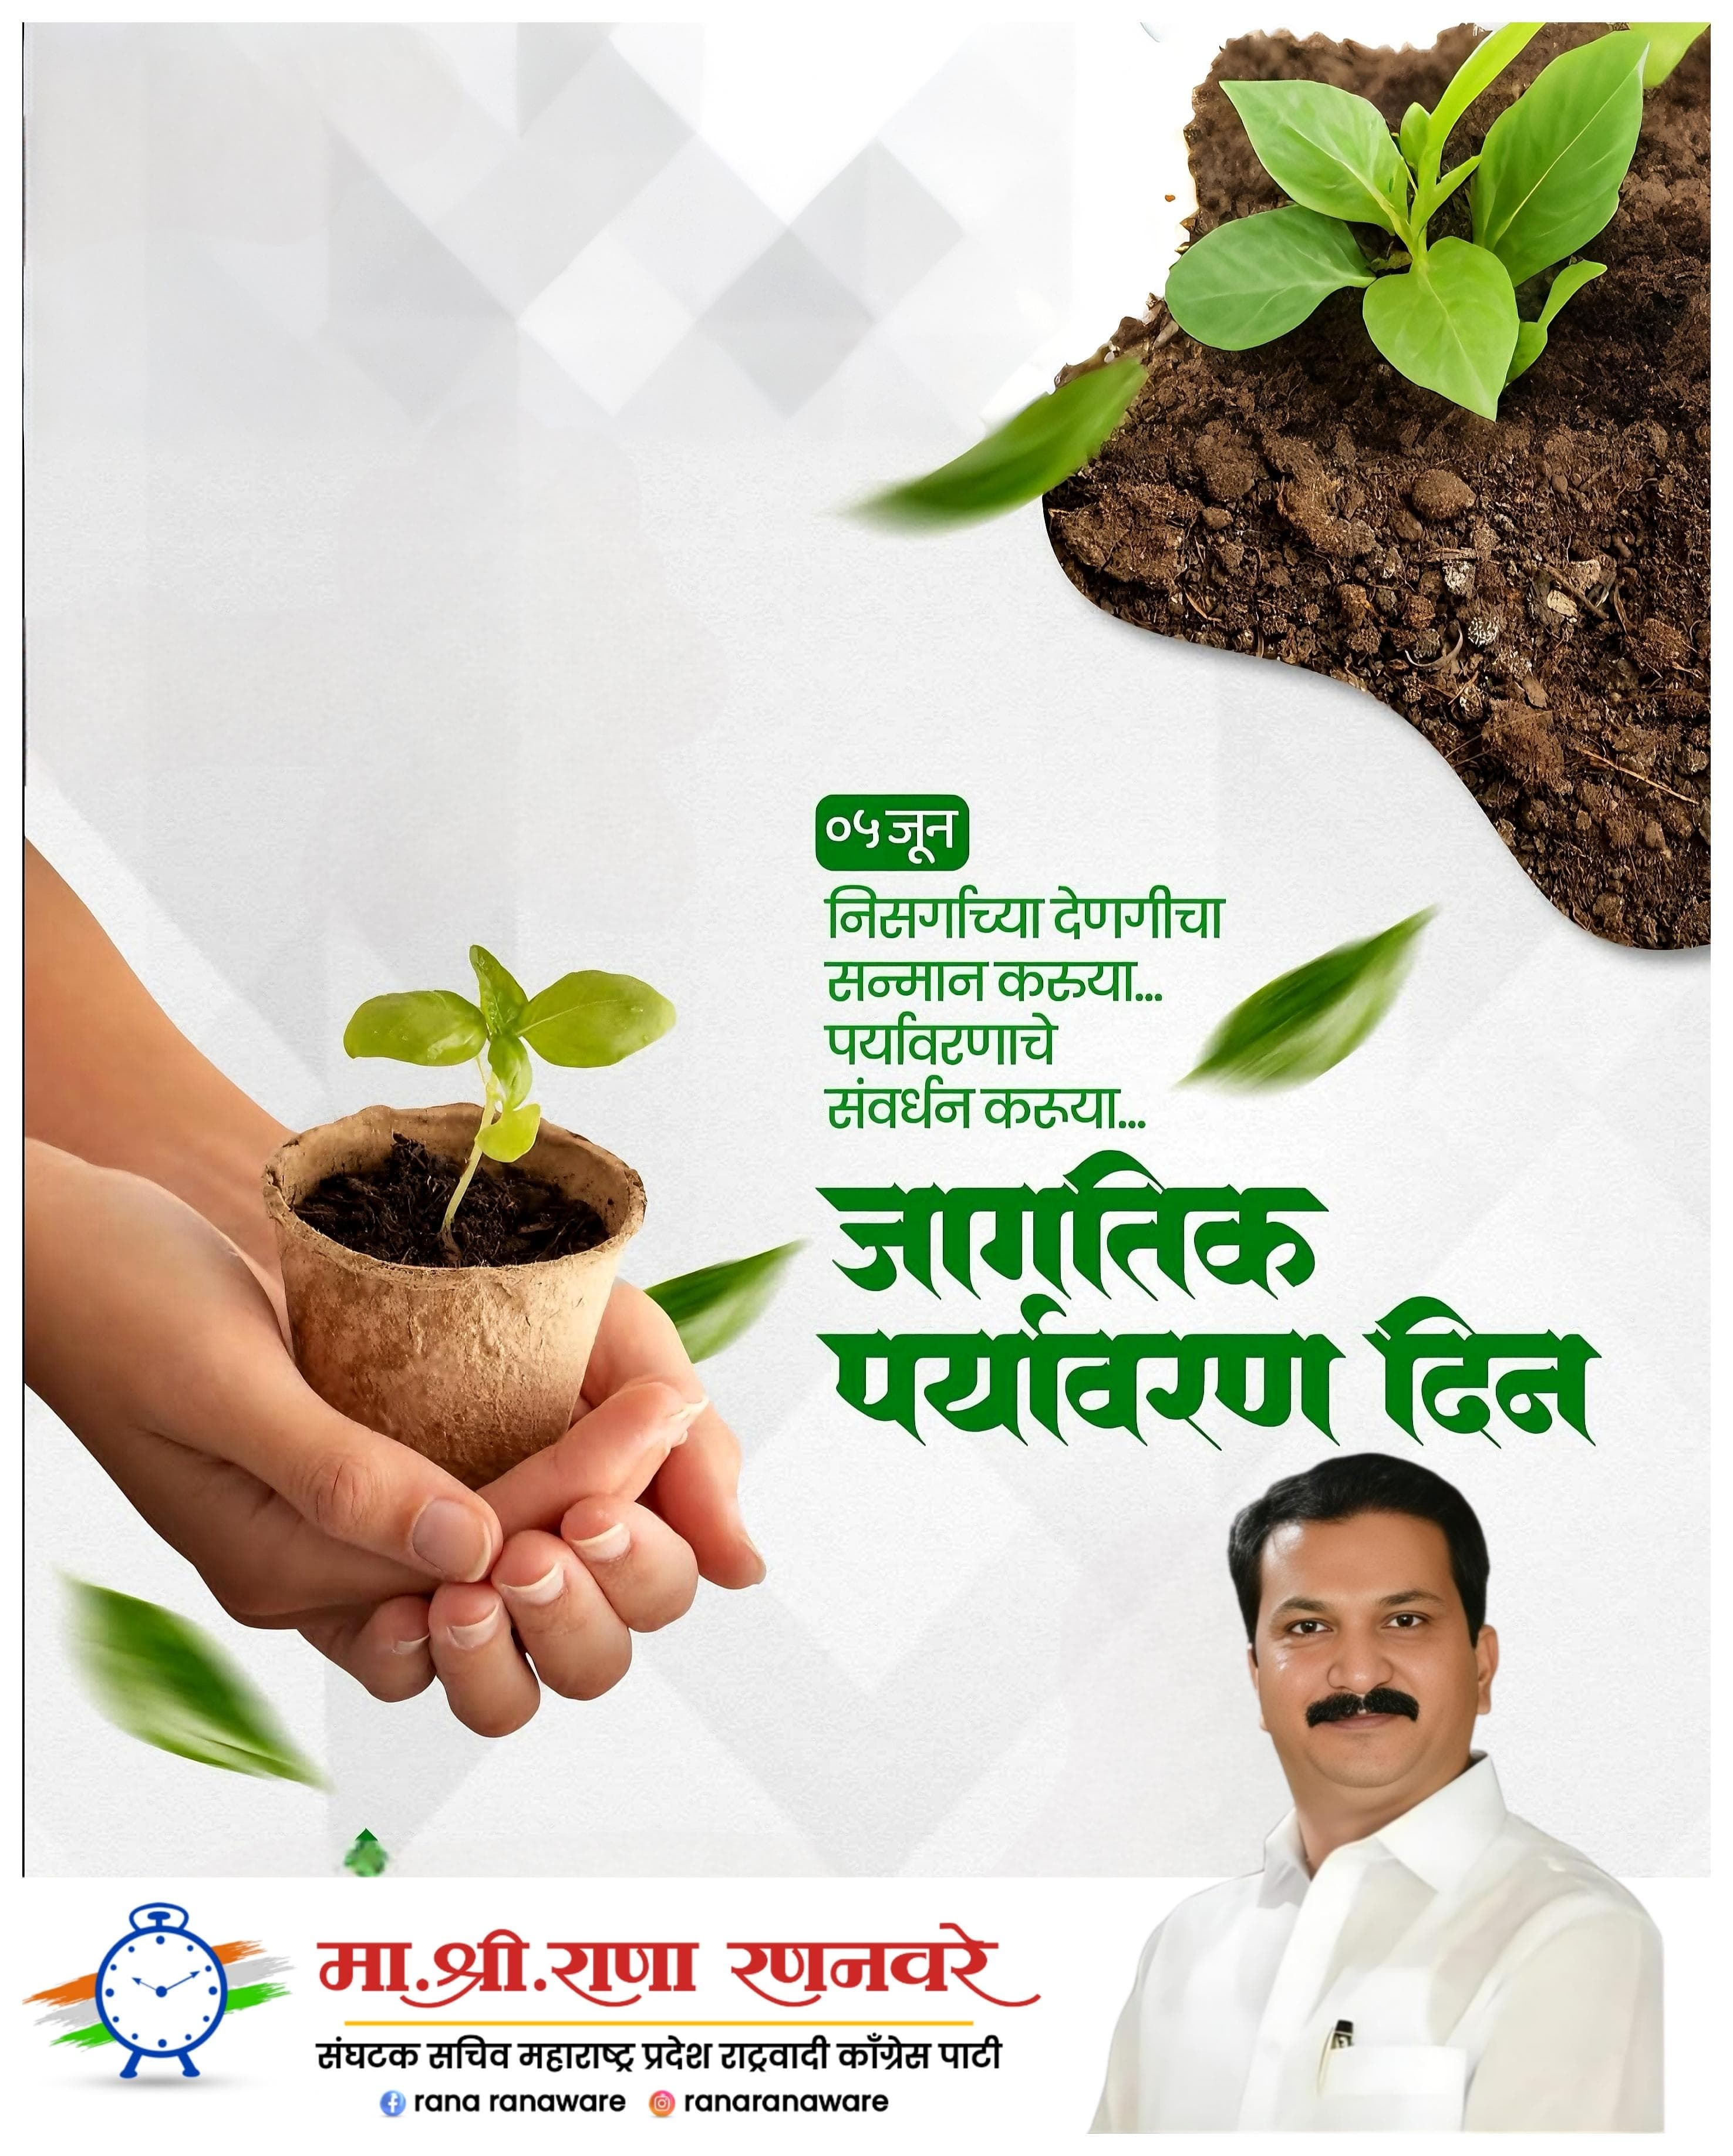 ०५ जून
निसर्गाच्या देणगीचा
सन्मान करुया...
पर्यावरणाचे
संवर्धन करूया...
जागतिक
पर्यावरण दिन
मा.श्री.राणा रणनवरे
संघटक सचिव महाराष्ट्र प्रदेश राट्रवादी काँग्रेस पाटी
rana ranaware ranaranaware